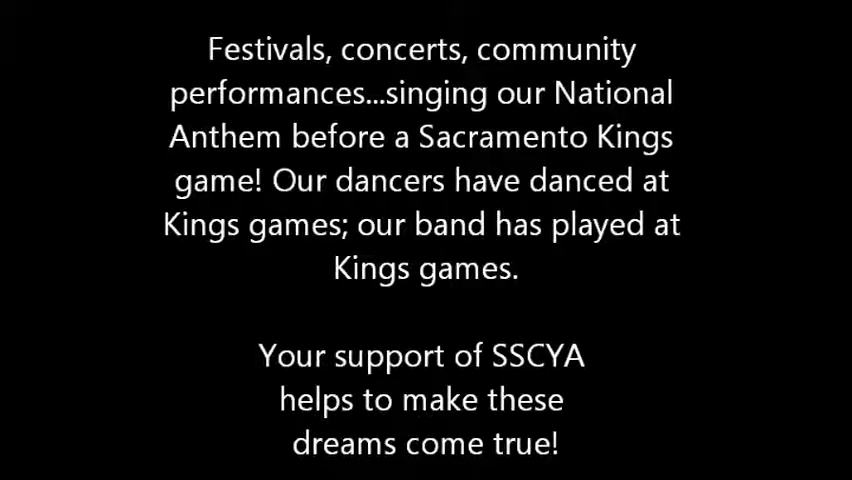 Festivals, concerts, community
performances...singing our National
Anthem before a Sacramento Kings
game! Our dancers have danced at
Kings games; our band has played at
Kings games.
Your support of SSCYA
helps to make these
dreams come true!